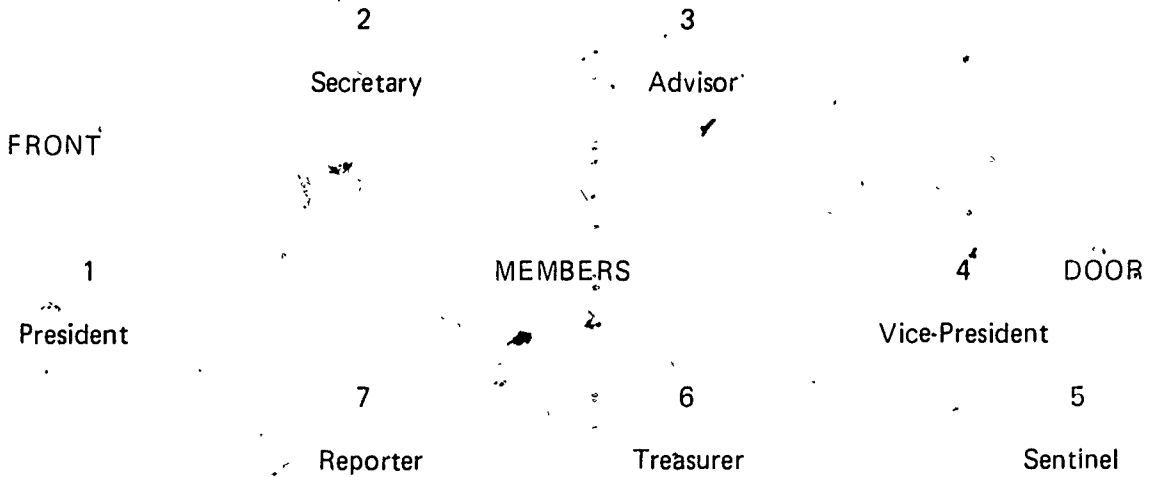 2 3
Secretary Advisor
FRONT
1 MEMBERS 4 DOOR
President Vice-President
7 6 5
Reporter Treasurer Sentinel